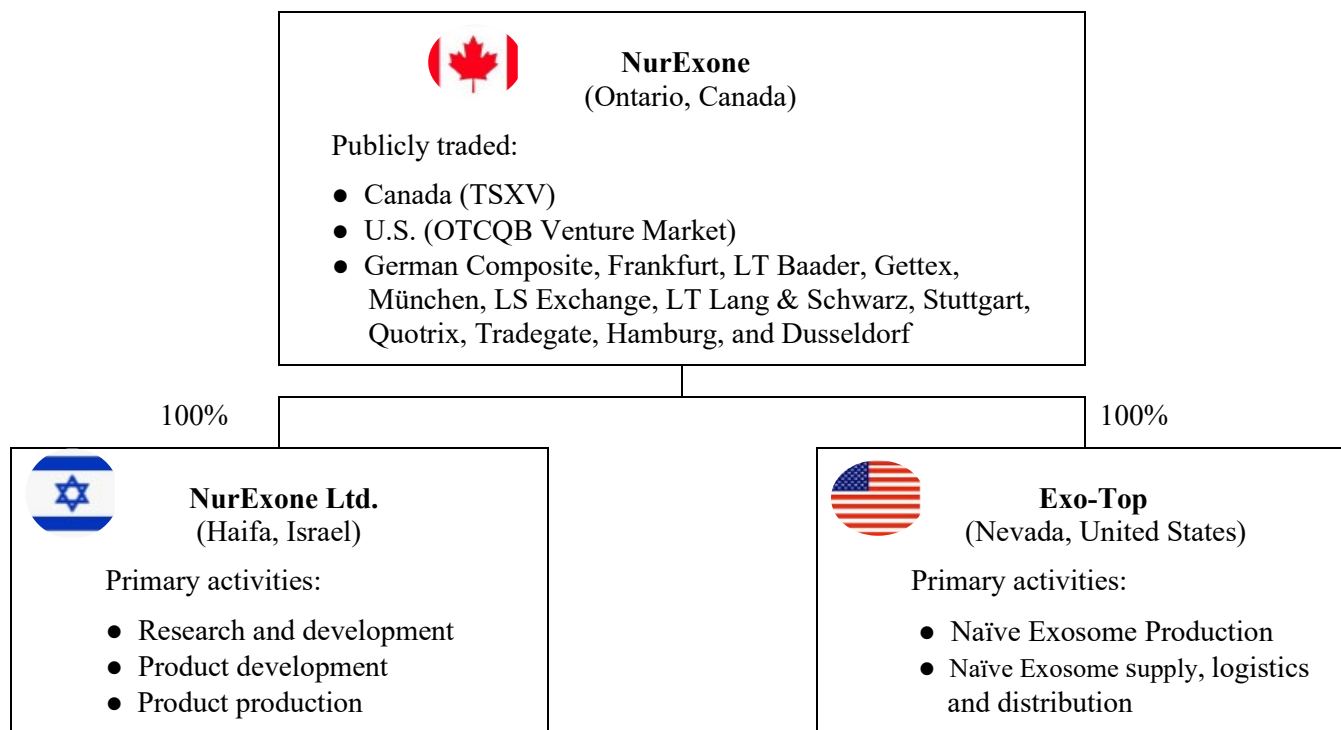 NurExone
(Ontario, Canada)
Publicly traded:
● Canada (TSXV)
● U.S. (OTCQB Venture Market)
● German Composite, Frankfurt, LT Baader, Gettex,
München, LS Exchange, LT Lang & Schwarz, Stuttgart,
Quotrix, Tradegate, Hamburg, and Dusseldorf
100%
100%
NurExone Ltd.
(Haifa, Israel)
Primary activities:
● Research and development
● Product development
● Product production
Exo-Top
(Nevada, United States)
Primary activities:
● Naïve Exosome Production
● Naïve Exosome supply, logistics
and distribution